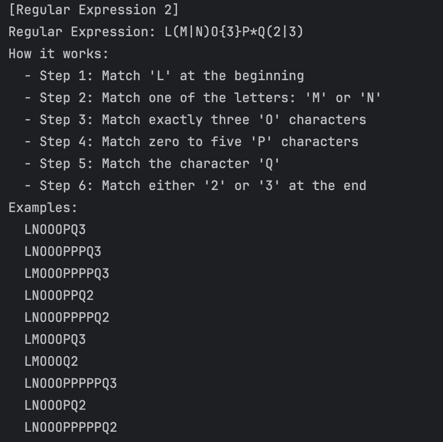 [Regular Expression 2]
Regular Expression: L(M|N)O{3}P*Q(2|3)
How it works:
- Step 1: Match 'L' at the beginning
- Step 2: Match one of the letters: 'M' or 'N'
- Step 3: Match exactly three 'O' characters
- Step 4: Match zero to five 'P' characters
- Step 5: Match the character 'Q'
- Step 6: Match either '2' or '3' at the end
Examples:
LNOOOPQ3
LNOOOPPPQ3
LMOOOPPPPQ3
LNOOOPPQ2
LNOOOPPPPQ2
LMOOOPQ3
LMOOOQ2
LNOOOPPPPPQ3
LNOOOPQ2
LNOOOPPPPPQ2